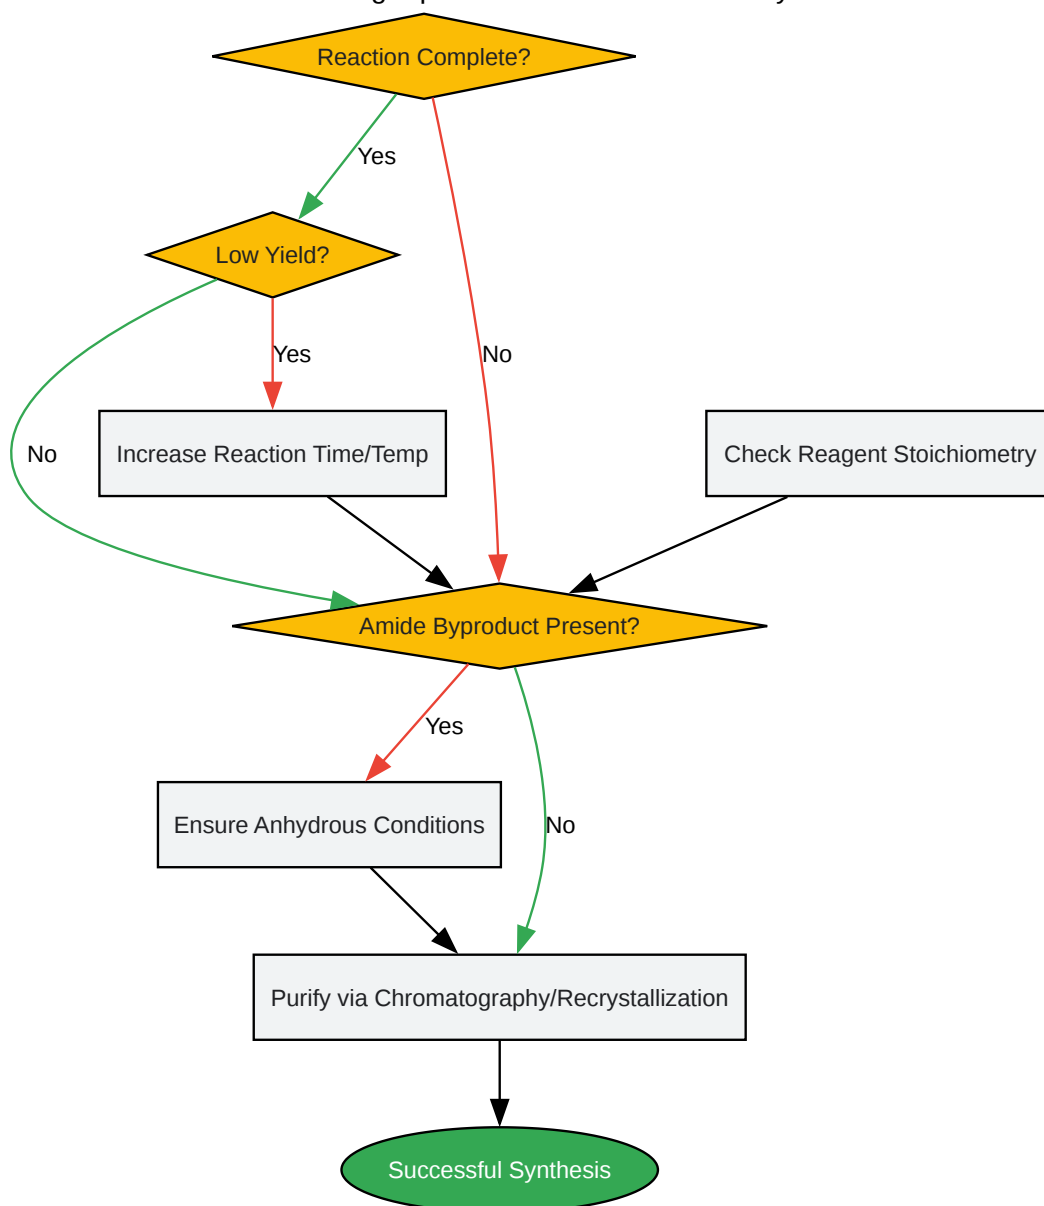 Reaction Complete?
Yes
Low Yield?
Yes
No
No
Increase Reaction Time/Temp
Check Reagent Stoichiometry
Amide Byproduct Present?
Yes
Ensure Anhydrous Conditions
No
Purify via Chromatography/Recrystallization
Successful Synthesis